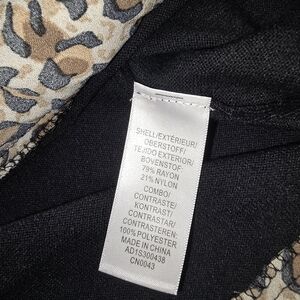 SHELL/EXTÉRIEUR/
OBERSTOFF/
TEJIDO EXTERIOR/
BOVENSTOF:
79% RAYON
21% NYLON
COMBO/
CONTRASTE/
KONTRAST/
CONTRASTAR/
CONTRASTEREN:
100% POLYESTER
MADE IN CHINA
AD1S300438
CN0043